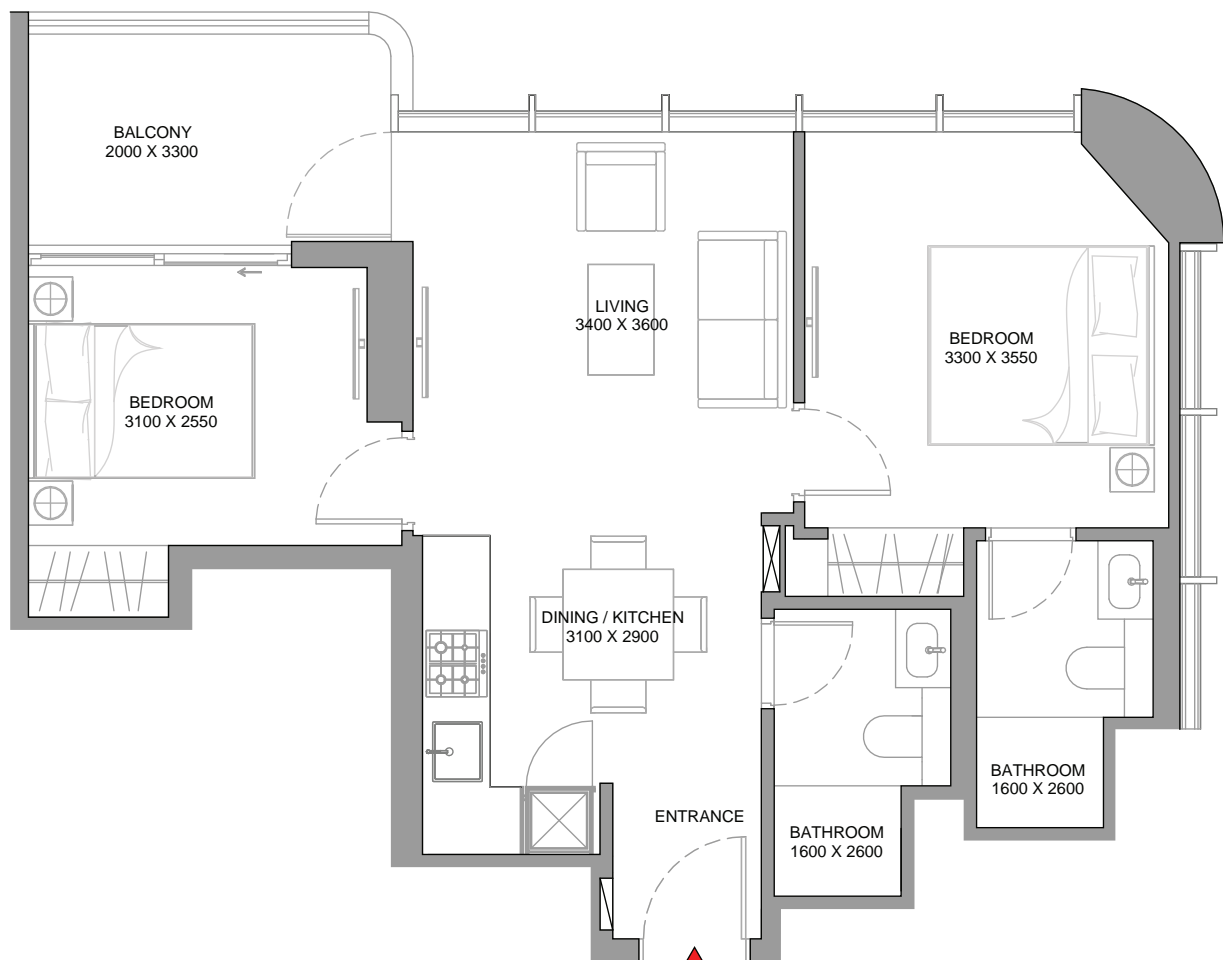 BALCONY
2000 X 3300
LIVING
3400 X 3600
BEDROOM
3300 X 3550
BEDROOM
3100 X 2550
DINING / KITCHEN
3100 X 2900
BATHROOM
1600 X 2600
ENTRANCE
BATHROOM
1600 X 2600